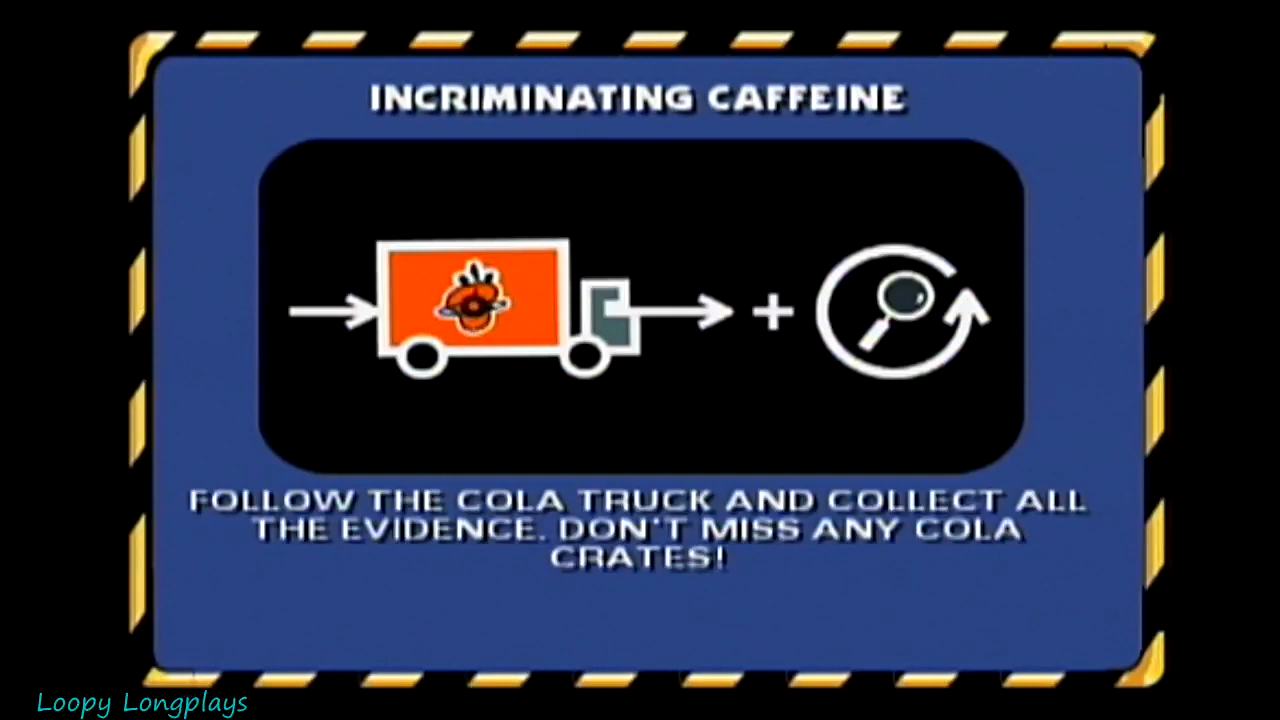 INCRIMINATING CAFFEINE
FOLLOW THE COLA TRUCK AND COLLECT ALL
THE EVIDENCE. DON'T MISS ANY COLA
CRATES!
Loopy Longplays